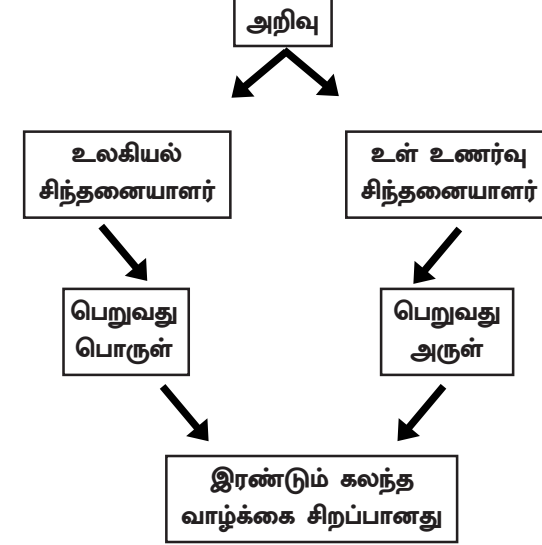 அறிவு
உலகியல்
சிந்தனையாளர்
உள் உணர்வு
சிந்தனையாளர்
பெறுவது
பொருள்
பெறுவது
அருள்
இரண்டும் கலந்த
வாழ்க்கை சிறப்பானது